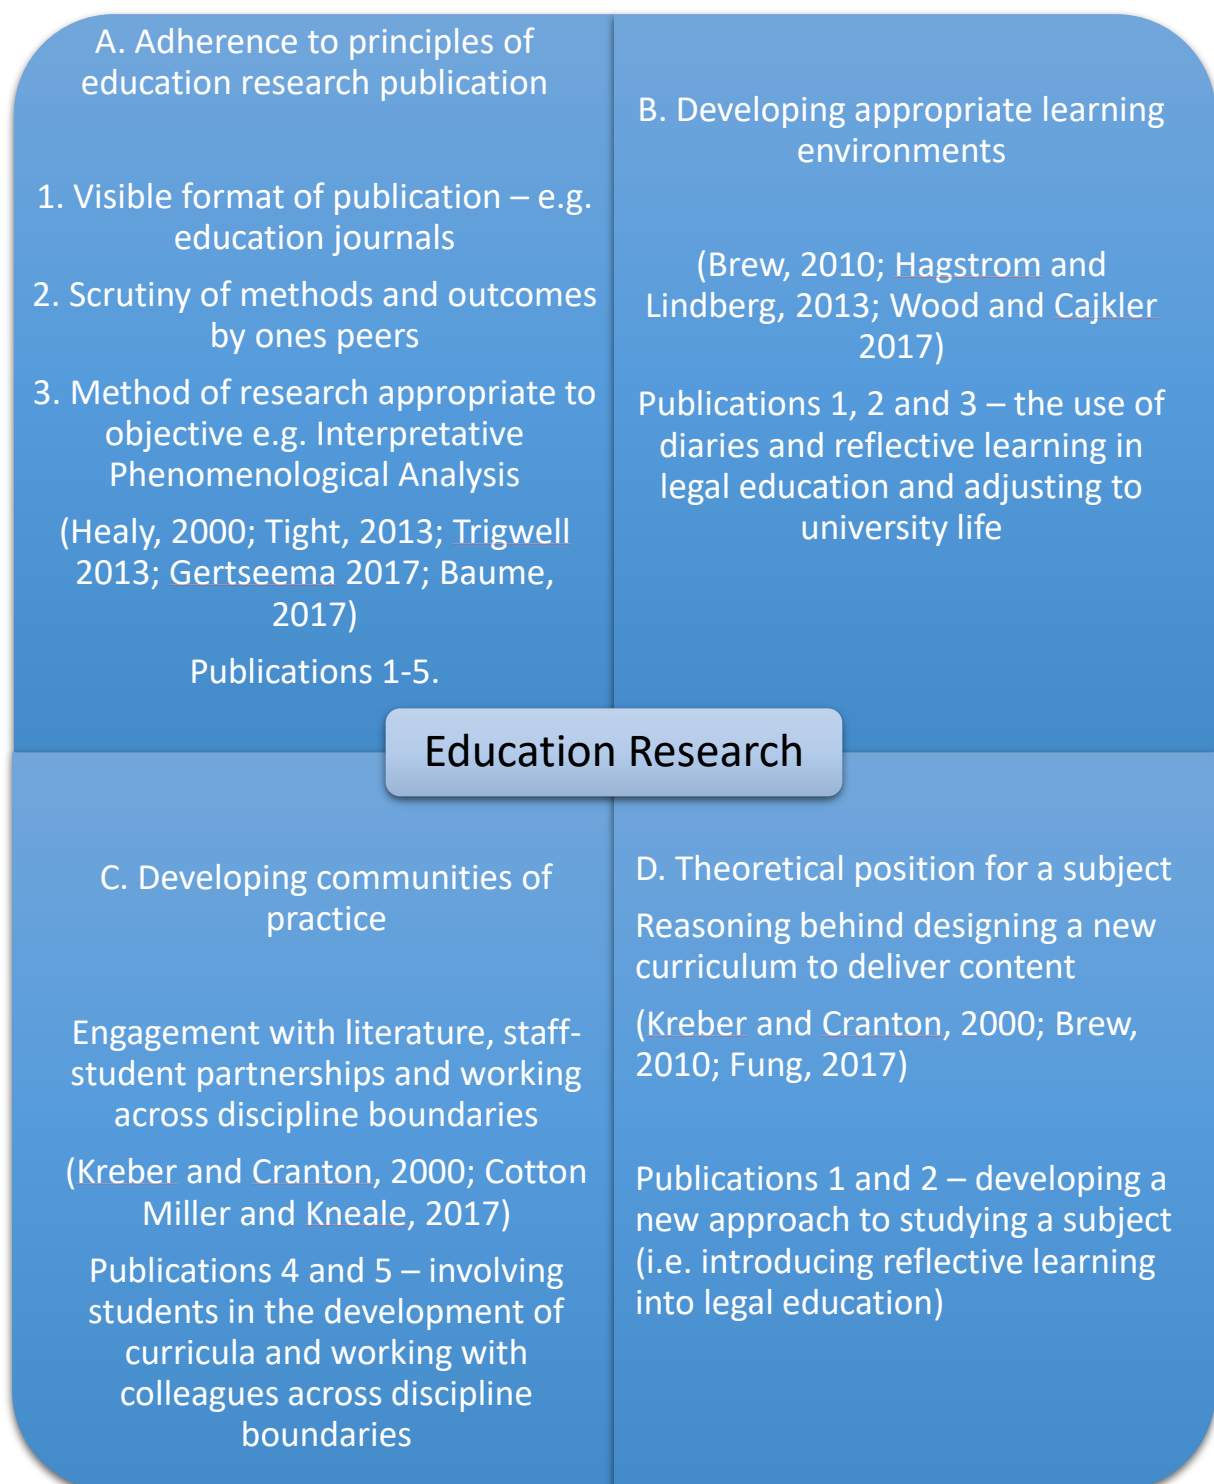 A. Adherence to principles of
education research publication
1. Visible format of publication – e.g.
education journals
2. Scrutiny of methods and outcomes
by ones peers
3. Method of research appropriate to
objective e.g. Interpretative
Phenomenological Analysis
(Healy, 2000; Tight, 2013; Trigwell
2013; Gertseema 2017; Baume,
2017)
Publications 1-5.
B. Developing appropriate learning
environments
(Brew, 2010; Hagstrom and
Lindberg, 2013; Wood and Cajkler
2017)
Publications 1, 2 and 3 – the use of
diaries and reflective learning in
legal education and adjusting to
university life
Education Research
C. Developing communities of
practice
Engagement with literature, staff-
student partnerships and working
across discipline boundaries
(Kreber and Cranton, 2000; Cotton
Miller and Kneale, 2017)
Publications 4 and 5 – involving
students in the development of
curricula and working with
colleagues across discipline
boundaries
D. Theoretical position for a subject
Reasoning behind designing a new
curriculum to deliver content
(Kreber and Cranton, 2000; Brew,
2010; Fung, 2017)
Publications 1 and 2 – developing a
new approach to studying a subject
(i.e. introducing reflective learning
into legal education)